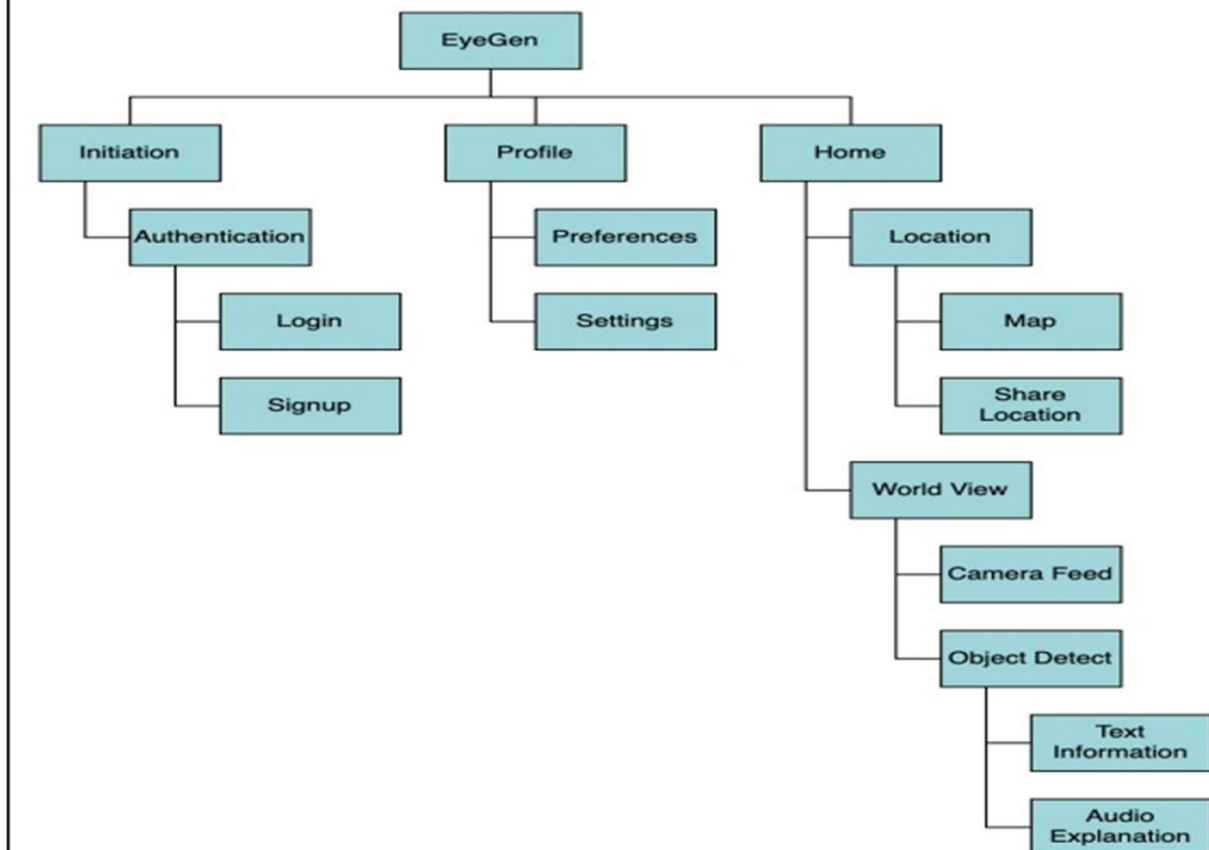 EyeGen
Initiation
Profile
Home
Authentication
Preferences
Location
Login
Settings
Map
Signup
Share
Location
World View
Camera Feed
Object Detect
Text
Information
Audio
Explanation